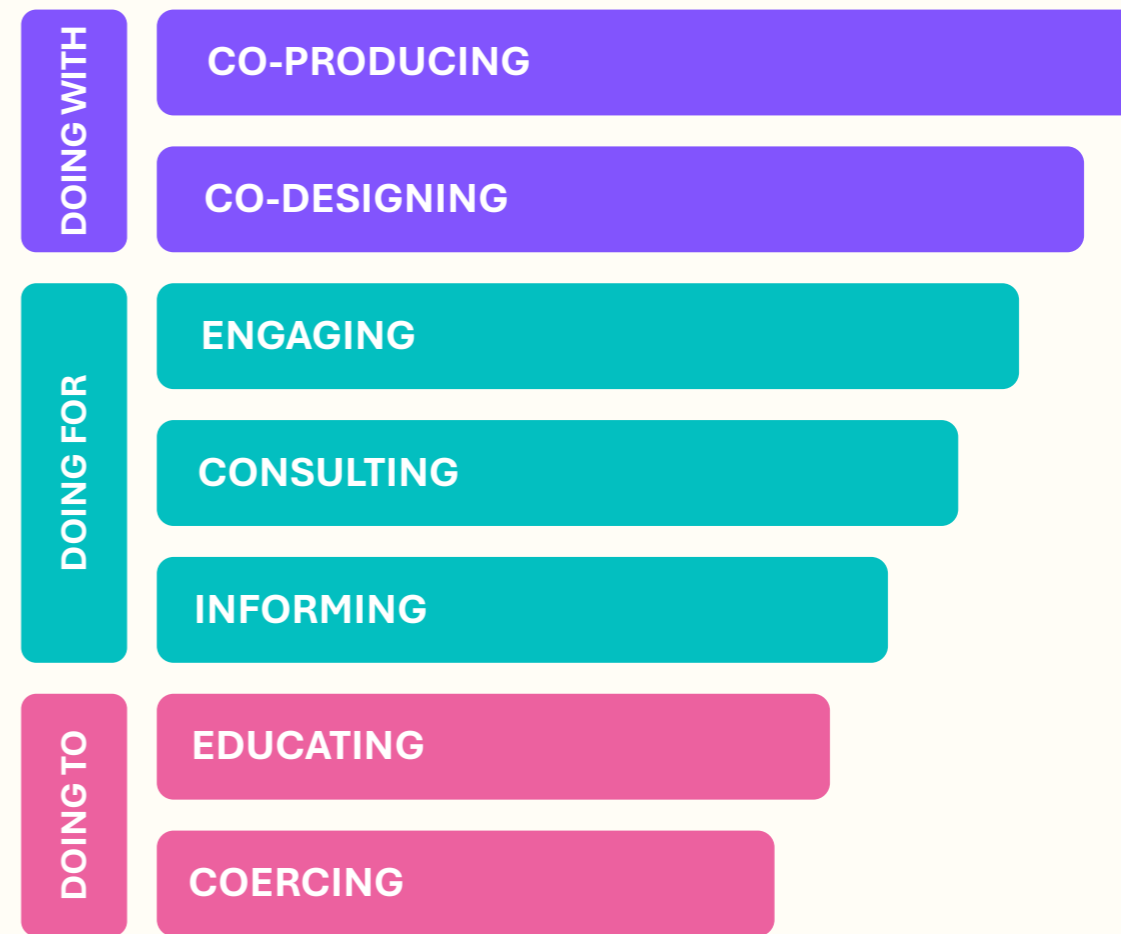 DOING WITH
CO-PRODUCING
CO-DESIGNING
DOING FOR
ENGAGING
CONSULTING
INFORMING
DOING TO
EDUCATING
COERCING